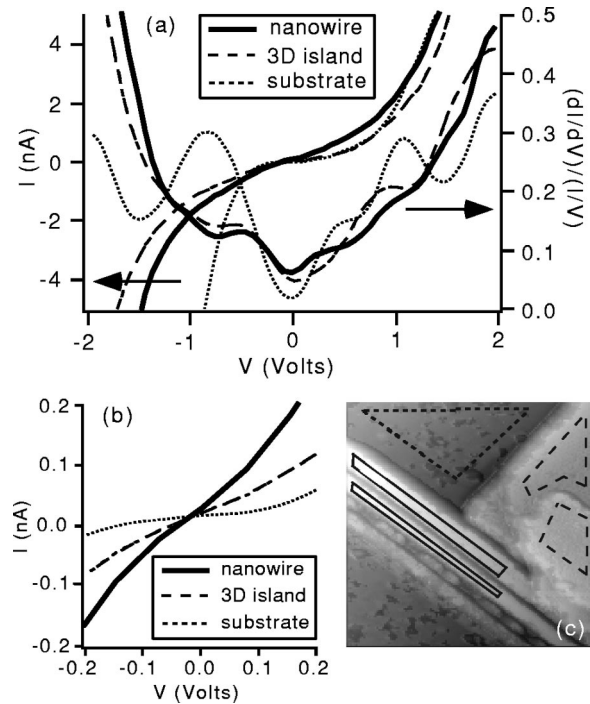 (a)
nanowire
3D island
substrate
I (nA)
4
2
0
-2
-4
(dI/dV)/(I/V)
0.5
0.4
0.3
0.2
0.1
0.0
-2 -1 0 1 2
V (Volts)
(b)
I (nA)
0.2
0.1
0.0
-0.1
-0.2
nanowire
3D island
substrate
-0.2 -0.1 0.0 0.1 0.2
V (Volts)
(c)